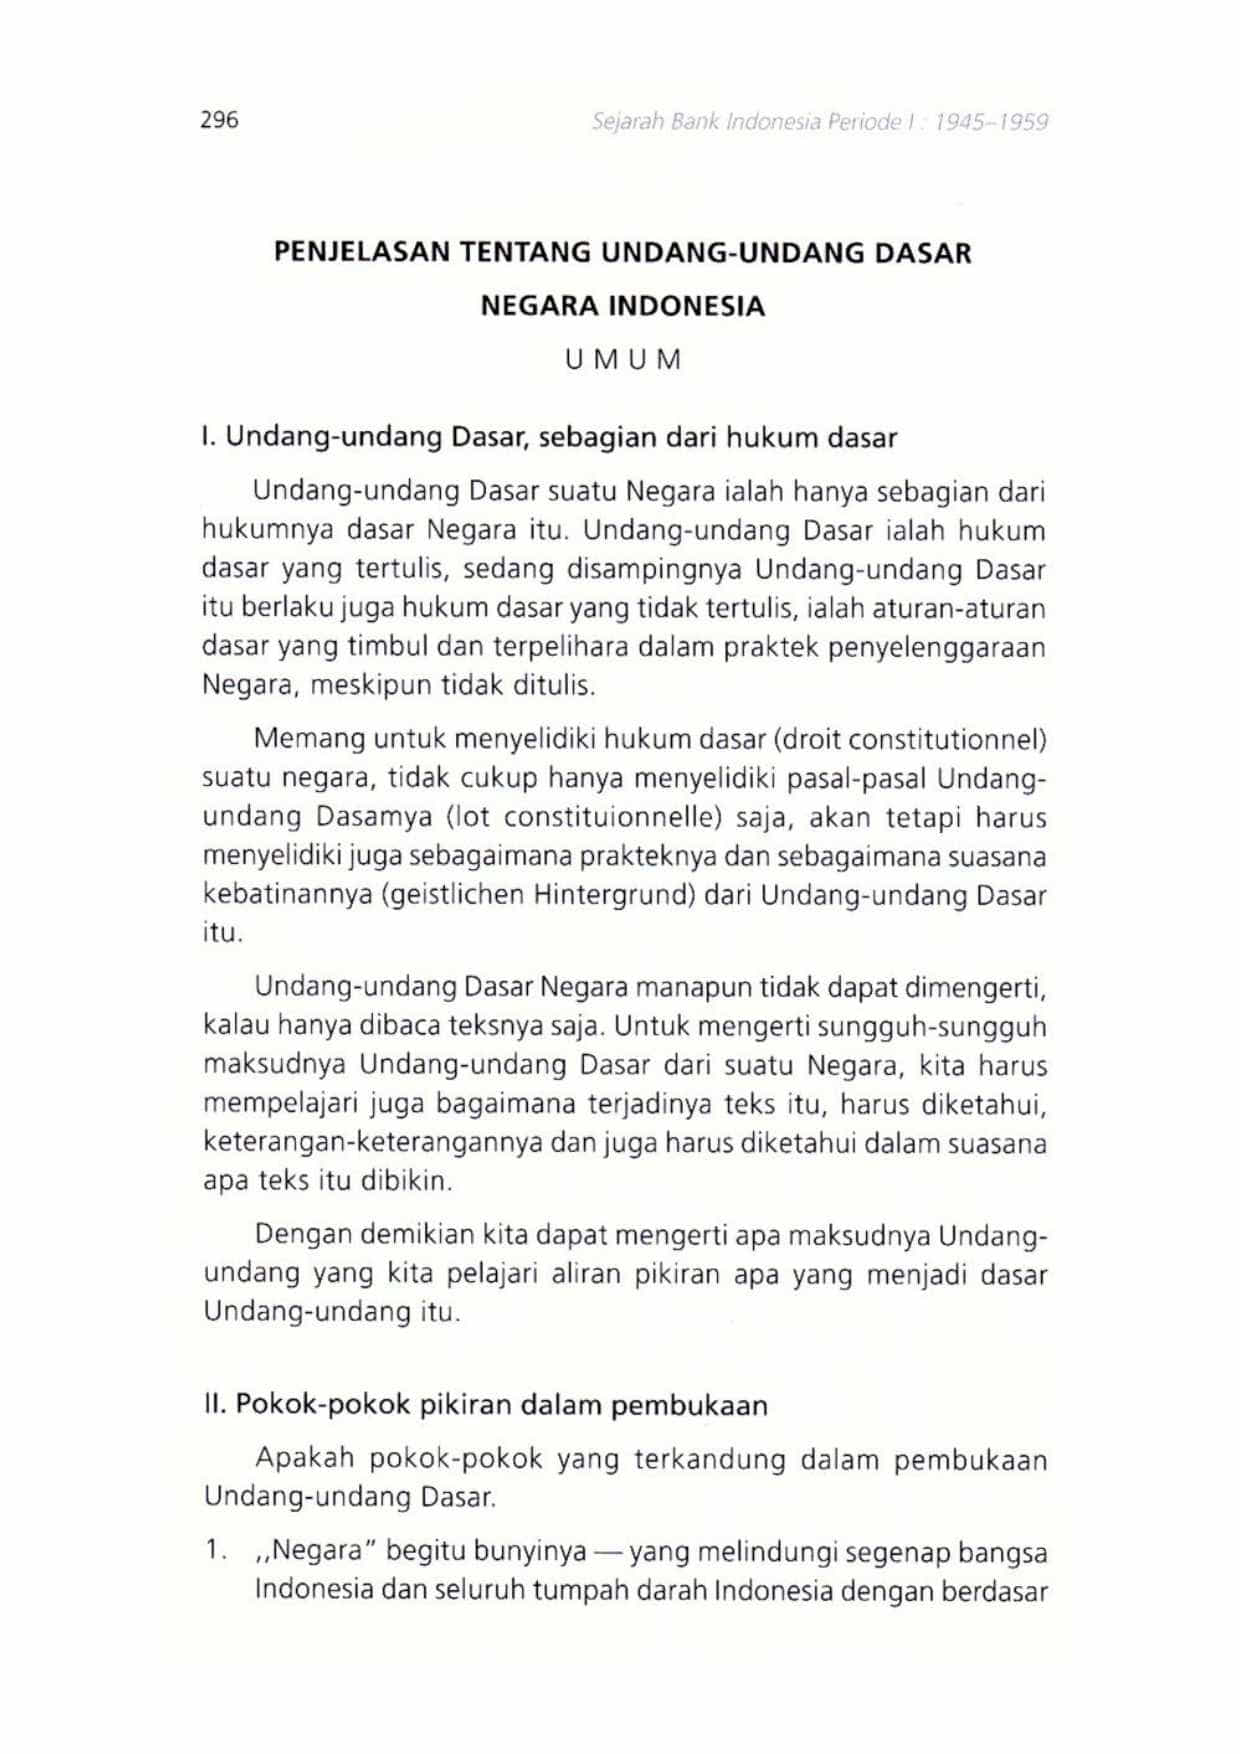 296
Sejarah Bank Indonesia Periode I : 1945–1959
PENJELASAN TENTANG UNDANG-UNDANG DASAR
NEGARA INDONESIA
U M U M
I. Undang-undang Dasar, sebagian dari hukum dasar
Undang-undang Dasar suatu Negara ialah hanya sebagian dari
hukumnya dasar Negara itu. Undang-undang Dasar ialah hukum
dasar yang tertulis, sedang disampingnya Undang-undang Dasar
itu berlaku juga hukum dasar yang tidak tertulis, ialah aturan-aturan
dasar yang timbul dan terpelihara dalam praktek penyelenggaraan
Negara, meskipun tidak ditulis.
Memang untuk menyelidiki hukum dasar (droit constitutionnel)
suatu negara, tidak cukup hanya menyelidiki pasal-pasal Undang-
undang Dasamya (lot constituionnelle) saja, akan tetapi harus
menyelidiki juga sebagaimana prakteknya dan sebagaimana suasana
kebatinannya (geistlichen Hintergrund) dari Undang-undang Dasar
itu.
Undang-undang Dasar Negara manapun tidak dapat dimengerti,
kalau hanya dibaca teksnya saja. Untuk mengerti sungguh-sungguh
maksudnya Undang-undang Dasar dari suatu Negara, kita harus
mempelajari juga bagaimana terjadinya teks itu, harus diketahui,
keterangan-keterangannya dan juga harus diketahui dalam suasana
apa teks itu dibikin.
Dengan demikian kita dapat mengerti apa maksudnya Undang-
undang yang kita pelajari aliran pikiran apa yang menjadi dasar
Undang-undang itu.
II. Pokok-pokok pikiran dalam pembukaan
Apakah pokok-pokok yang terkandung dalam pembukaan
Undang-undang Dasar.
1. ,,Negara” begitu bunyinya — yang melindungi segenap bangsa
Indonesia dan seluruh tumpah darah Indonesia dengan berdasar